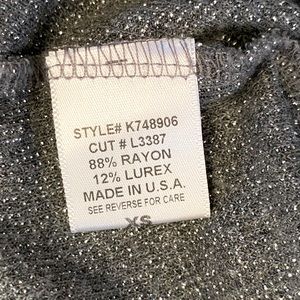 STYLE# K748906
CUT # L3387
88% RAYON
12% LUREX
MADE IN U.S.A.
SEE REVERSE FOR CARE
XS